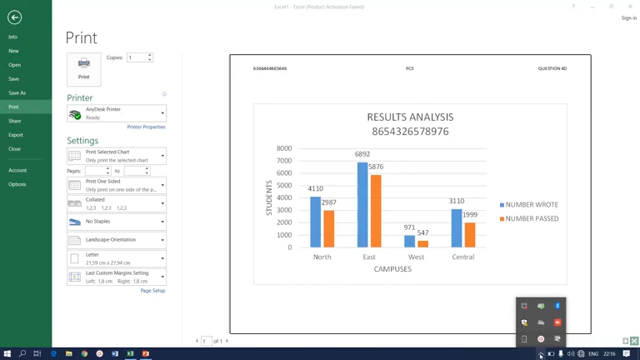 Excel1 - Excel (Product Activation Failed)
Sign in
Info
New
Open
Save
Save As
Print
Share
Export
Close
Account
Options
Print
Copies: 1
Print
Printer
AnyDesk Printer
Ready
Printer Properties
Settings
Print Selected Chart
Only print the selected chart
Pages: to
Print One Sided
Only print on one side of the p...
Collated
1,2,3 1,2,3 1,2,3
No Staples
Landscape Orientation
Letter
21,59 cm x 27,94 cm
Last Custom Margins Setting
Left: 1,8 cm Right: 1,8 cm
Page Setup
PCS
QUESTION 4D
RESULTS ANALYSIS
8654326578976
STUDENTS
8000
7000
6000
5000
4000
3000
2000
1000
0
4110
2987
6892
5876
971
547
3110
1999
North East West Central
CAMPUSES
NUMBER WROTE
NUMBER PASSED
1 of 1
ENG
22:16